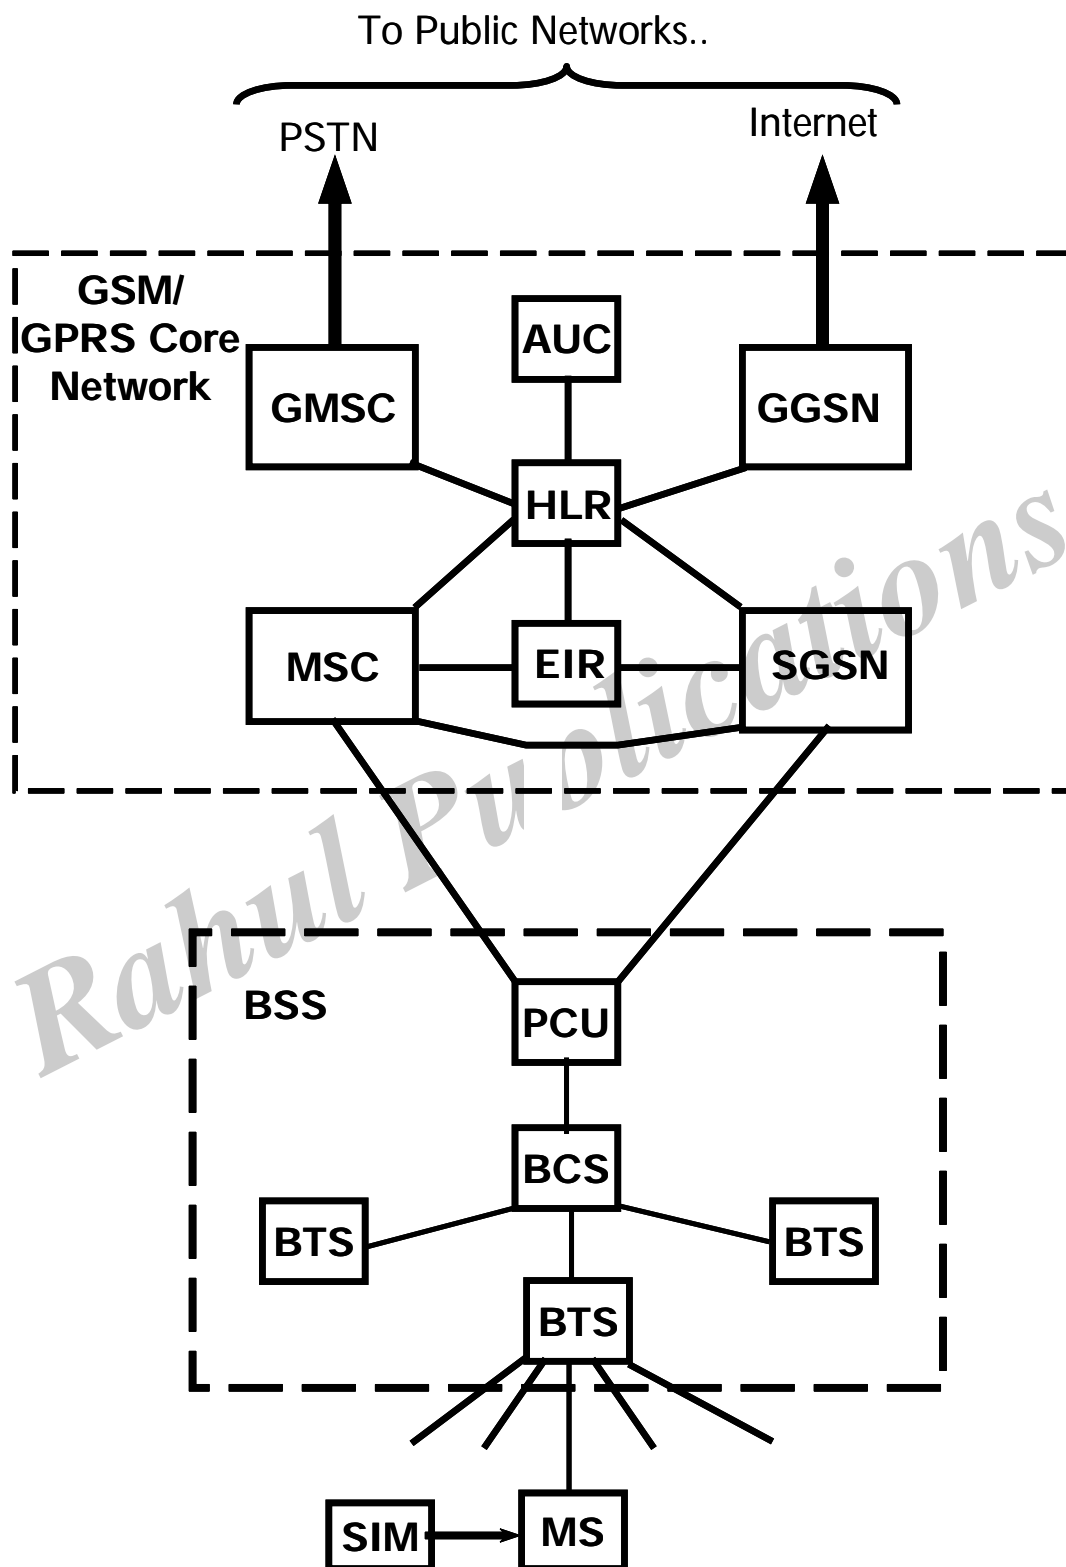 To Public Networks..
PSTN
Internet
GSM/
GPRS Core
Network
AUC
GMSC
GGSN
HLR
MSC
EIR
SGSN
Rahul Publications
BSS
PCU
BCS
BTS
BTS
BTS
SIM
MS